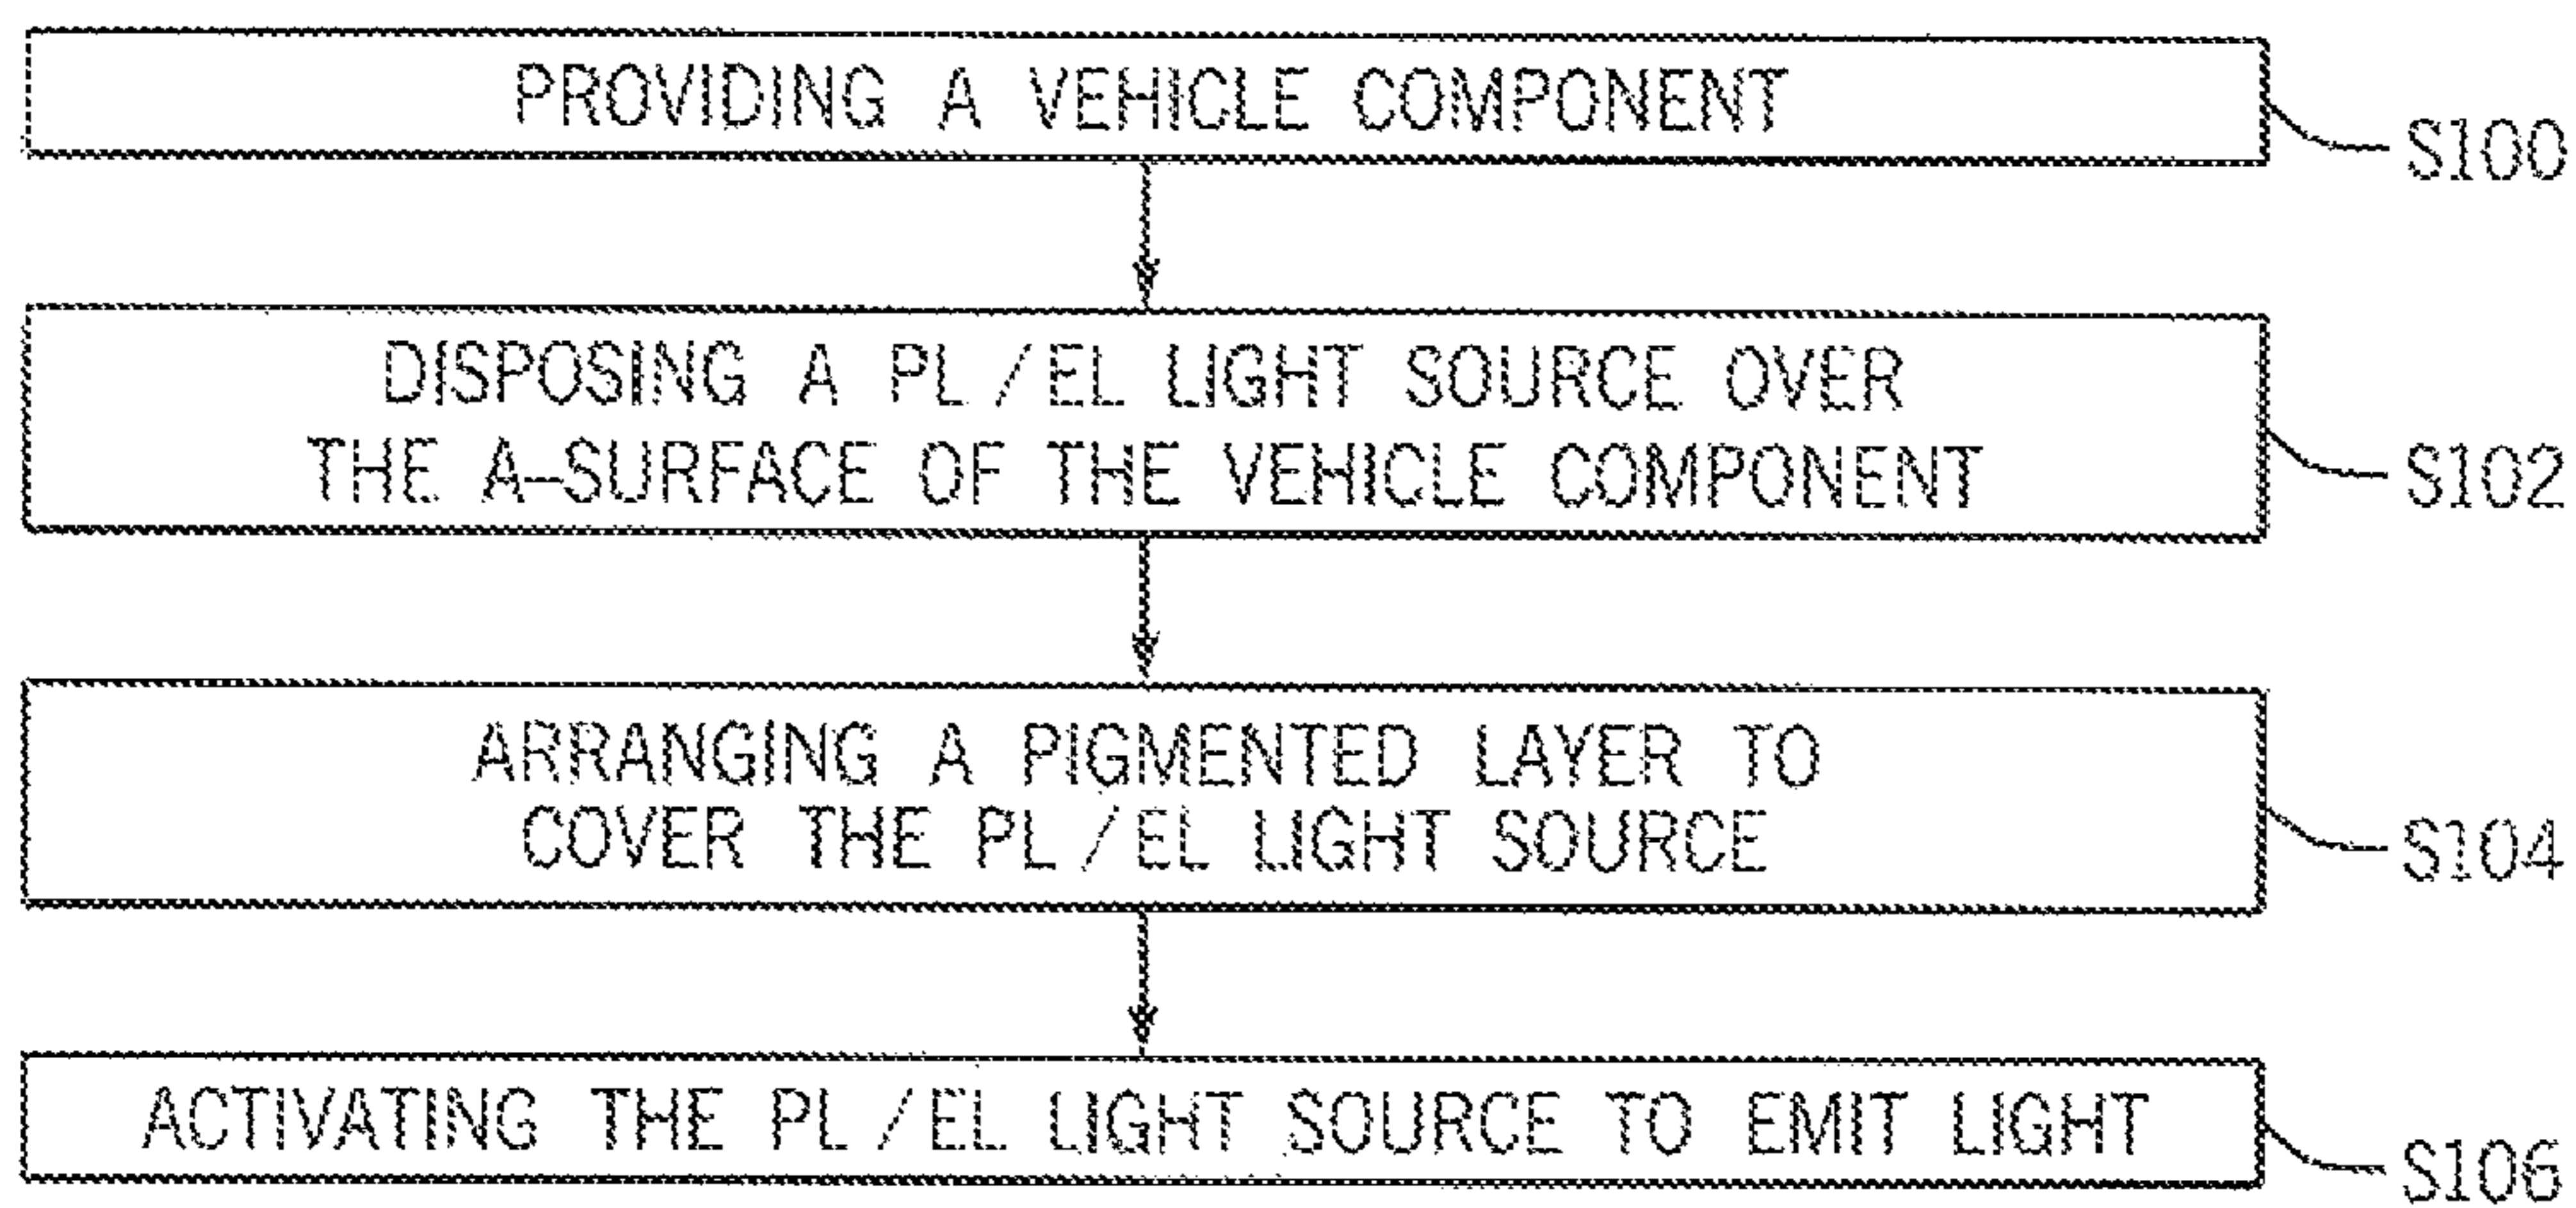 PROVIDING A VEHICLE COMPONENT
S100
DISPOSING A PL/EL LIGHT SOURCE OVER
THE A-SURFACE OF THE VEHICLE COMPONENT
S102
ARRANGING A PIGMENTED LAYER TO
COVER THE PL/EL LIGHT SOURCE
S104
ACTIVATING THE PL/EL LIGHT SOURCE TO EMIT LIGHT
S106